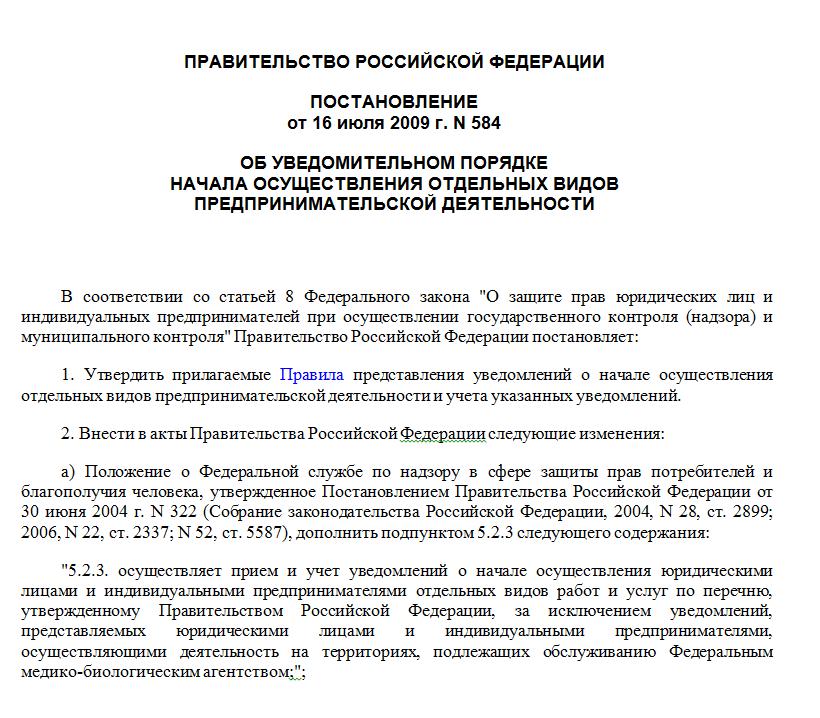 ПРАВИТЕЛЬСТВО РОССИЙСКОЙ ФЕДЕРАЦИИ
ПОСТАНОВЛЕНИЕ
от 16 июля 2009 г. N 584
ОБ УВЕДОМИТЕЛЬНОМ ПОРЯДКЕ
НАЧАЛА ОСУЩЕСТВЛЕНИЯ ОТДЕЛЬНЫХ ВИДОВ
ПРЕДПРИНИМАТЕЛЬСКОЙ ДЕЯТЕЛЬНОСТИ
В соответствии со статьей 8 Федерального закона "О защите прав юридических лиц и
индивидуальных предпринимателей при осуществлении государственного контроля (надзора) и
муниципального контроля" Правительство Российской Федерации постановляет:
1. Утвердить прилагаемые Правила представления уведомлений о начале осуществления
отдельных видов предпринимательской деятельности и учета указанных уведомлений.
2. Внести в акты Правительства Российской Федерации следующие изменения:
а) Положение о Федеральной службе по надзору в сфере защиты прав потребителей и
благополучия человека, утвержденное Постановлением Правительства Российской Федерации от
30 июня 2004 г. N 322 (Собрание законодательства Российской Федерации, 2004, N 28, ст. 2899;
2006, N 22, ст. 2337; N 52, ст. 5587), дополнить подпунктом 5.2.3 следующего содержания:
"5.2.3. осуществляет прием и учет уведомлений о начале осуществления юридическими
лицами и индивидуальными предпринимателями отдельных видов работ и услуг по перечню,
утвержденному Правительством Российской Федерации, за исключением уведомлений,
представляемых юридическими лицами и индивидуальными предпринимателями,
осуществляющими деятельность на территориях, подлежащих обслуживанию Федеральным
медико-биологическим агентством;";